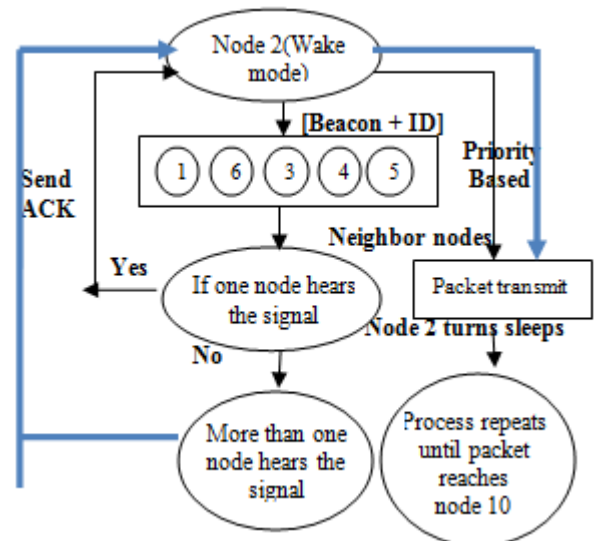 Node 2(Wake
mode)
[Beacon + ID]
Priority
Based
1 6 3 4 5
Send
ACK
Neighbor nodes
Yes
If one node hears
the signal
Packet transmit
Node 2 turns sleeps
No
More than one
node hears the
signal
Process repeats
until packet
reaches
node 10